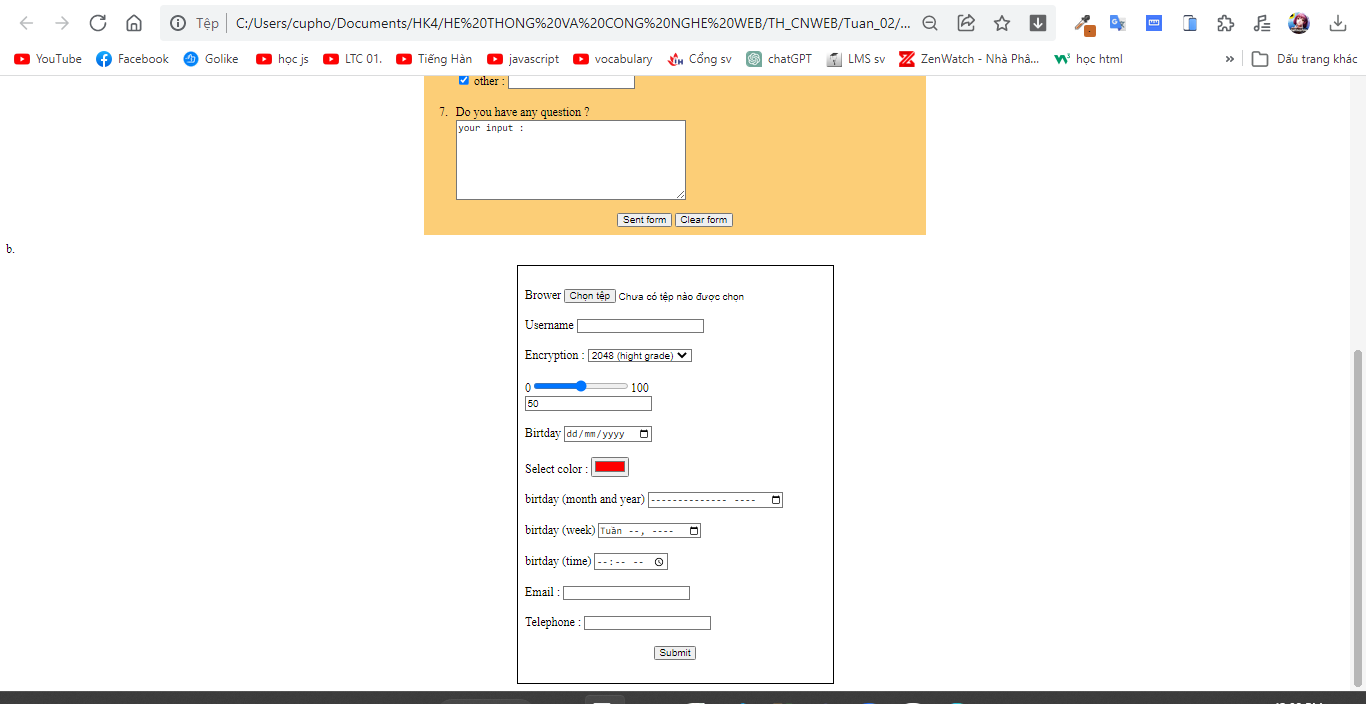 Tệp C:/Users/cupho/Documents/HK4/HE%20THONG%20VA%20CONG%20NGHE%20WEB/TH_CNWEB/Tuan_02/...
YouTube Facebook Golike học js LTC 01. Tiếng Hàn javascript vocabulary Cổng sv chatGPT LMS sv ZenWatch - Nhà Phâ... học html » Dấu trang khác
other :
7. Do you have any question ?
your input :
Sent form Clear form
b.
Brower Chọn tệp Chưa có tệp nào được chọn
Username
Encryption : 2048 (hight grade)
0 100
50
Birtday dd/mm/yyyy
Select color :
birtday (month and year) -------------- ----
birtday (week) Tuần --, ----
birtday (time) --:-- --
Email :
Telephone :
Submit